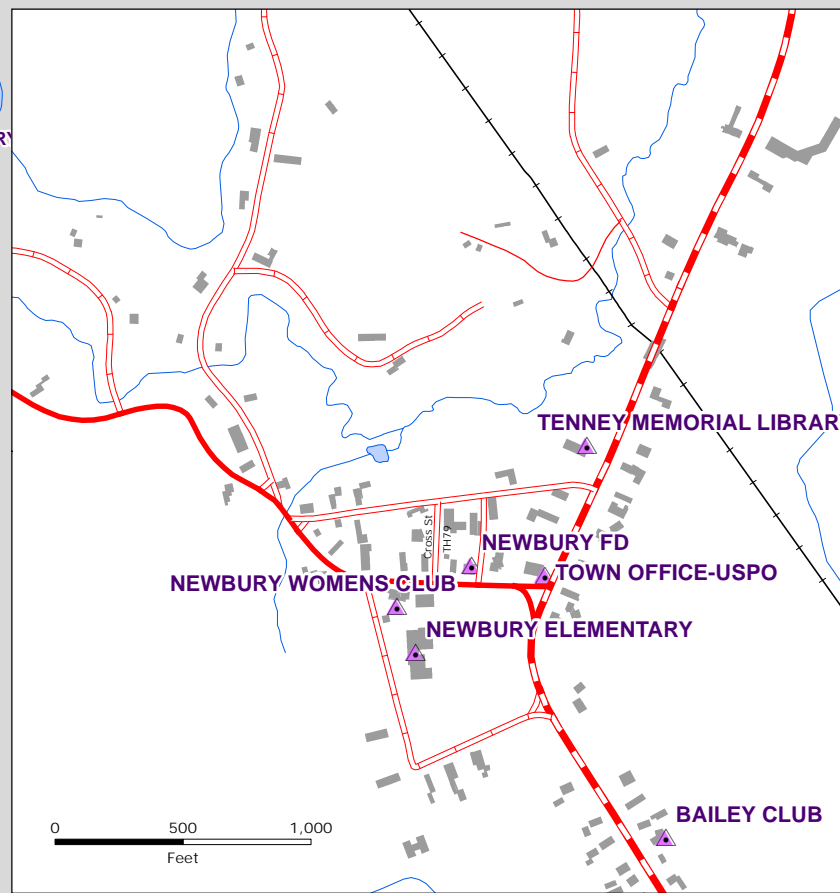 RY
TENNEY MEMORIAL LIBRAR
Cross St
TH79
NEWBURY FD
TOWN OFFICE-USPO
NEWBURY WOMENS CLUB
NEWBURY ELEMENTARY
BAILEY CLUB
0 500 1,000
Feet